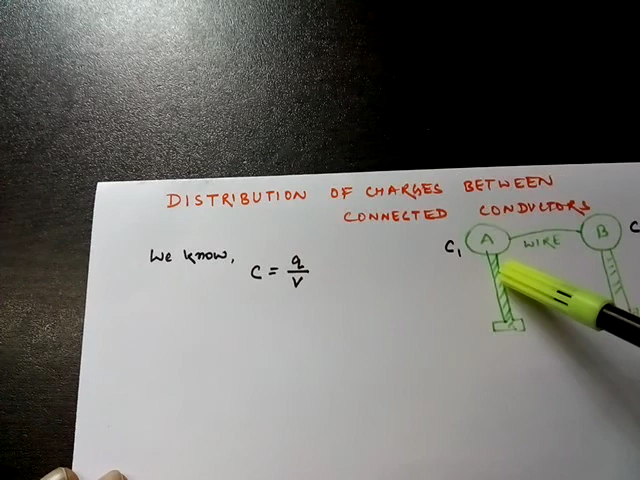 DISTRIBUTION OF CHARGES BETWEEN
CONNECTED CONDUCTORS
We know,
C = q/V
C₁
A
WIRE
B
C